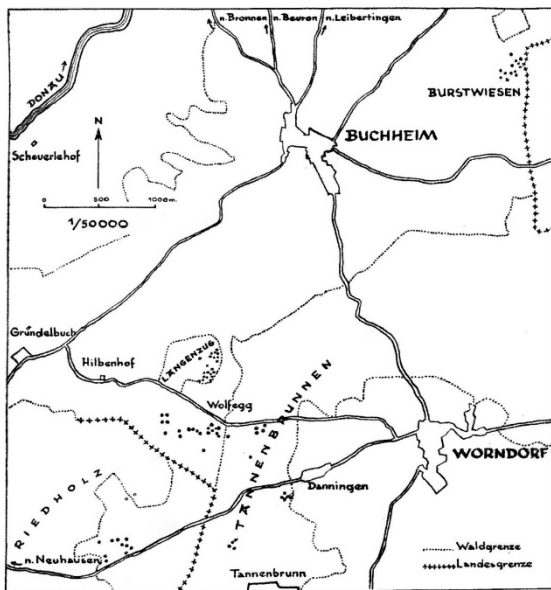 n. Bronnen n. Beuron n. Leibertingen
DONAU
BURSTWIESEN
N
BUCHHEIM
Scheuerlehof
0 500 1000m.
1/50000
Gründelbuch
Hilbenhof
LÄNGENZUG
Wolfegg
TANNENBRUNNEN
WORNDORF
RIEDHOLZ
Danningen
n. Neuhausen
Waldgrenze
Landesgrenze
Tannenbrunn